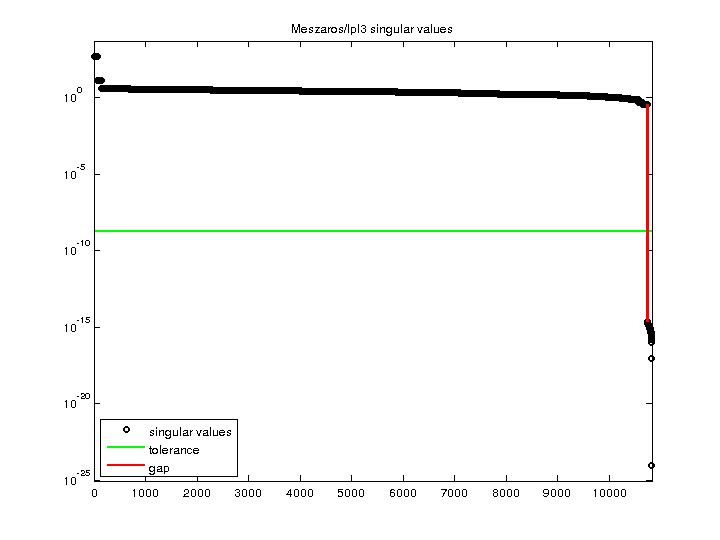 Meszaros/lpl3 singular values
10^0
10^-5
10^-10
10^-15
10^-20
10^-25
singular values
tolerance
gap
0 1000 2000 3000 4000 5000 6000 7000 8000 9000 10000